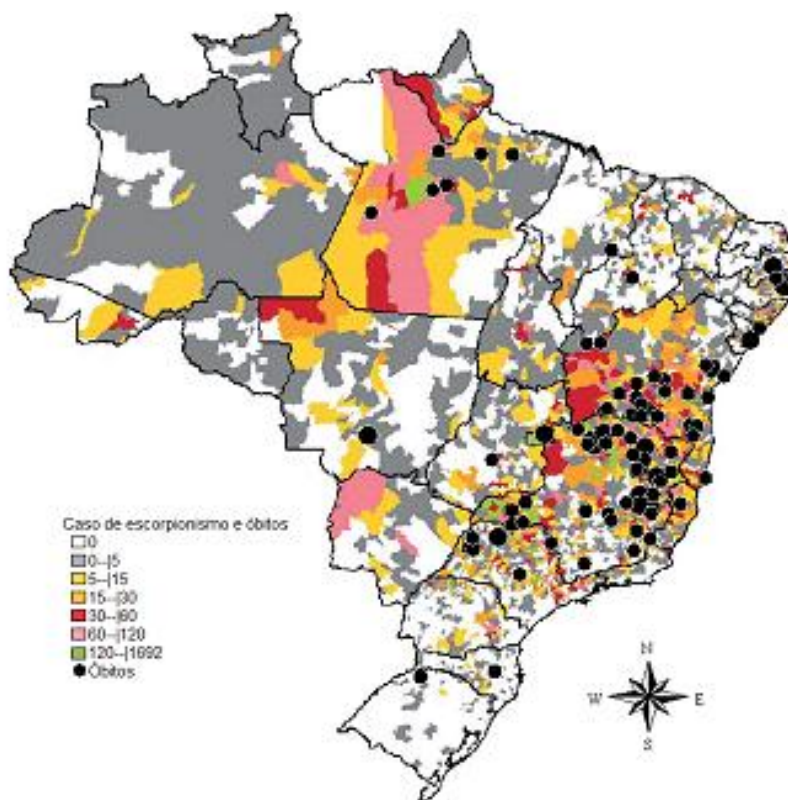 Caso de escorpionismo e óbitos
0
0--|5
5--|15
15--|30
30--|60
60--|120
120--|1692
Óbitos
N
W E
S